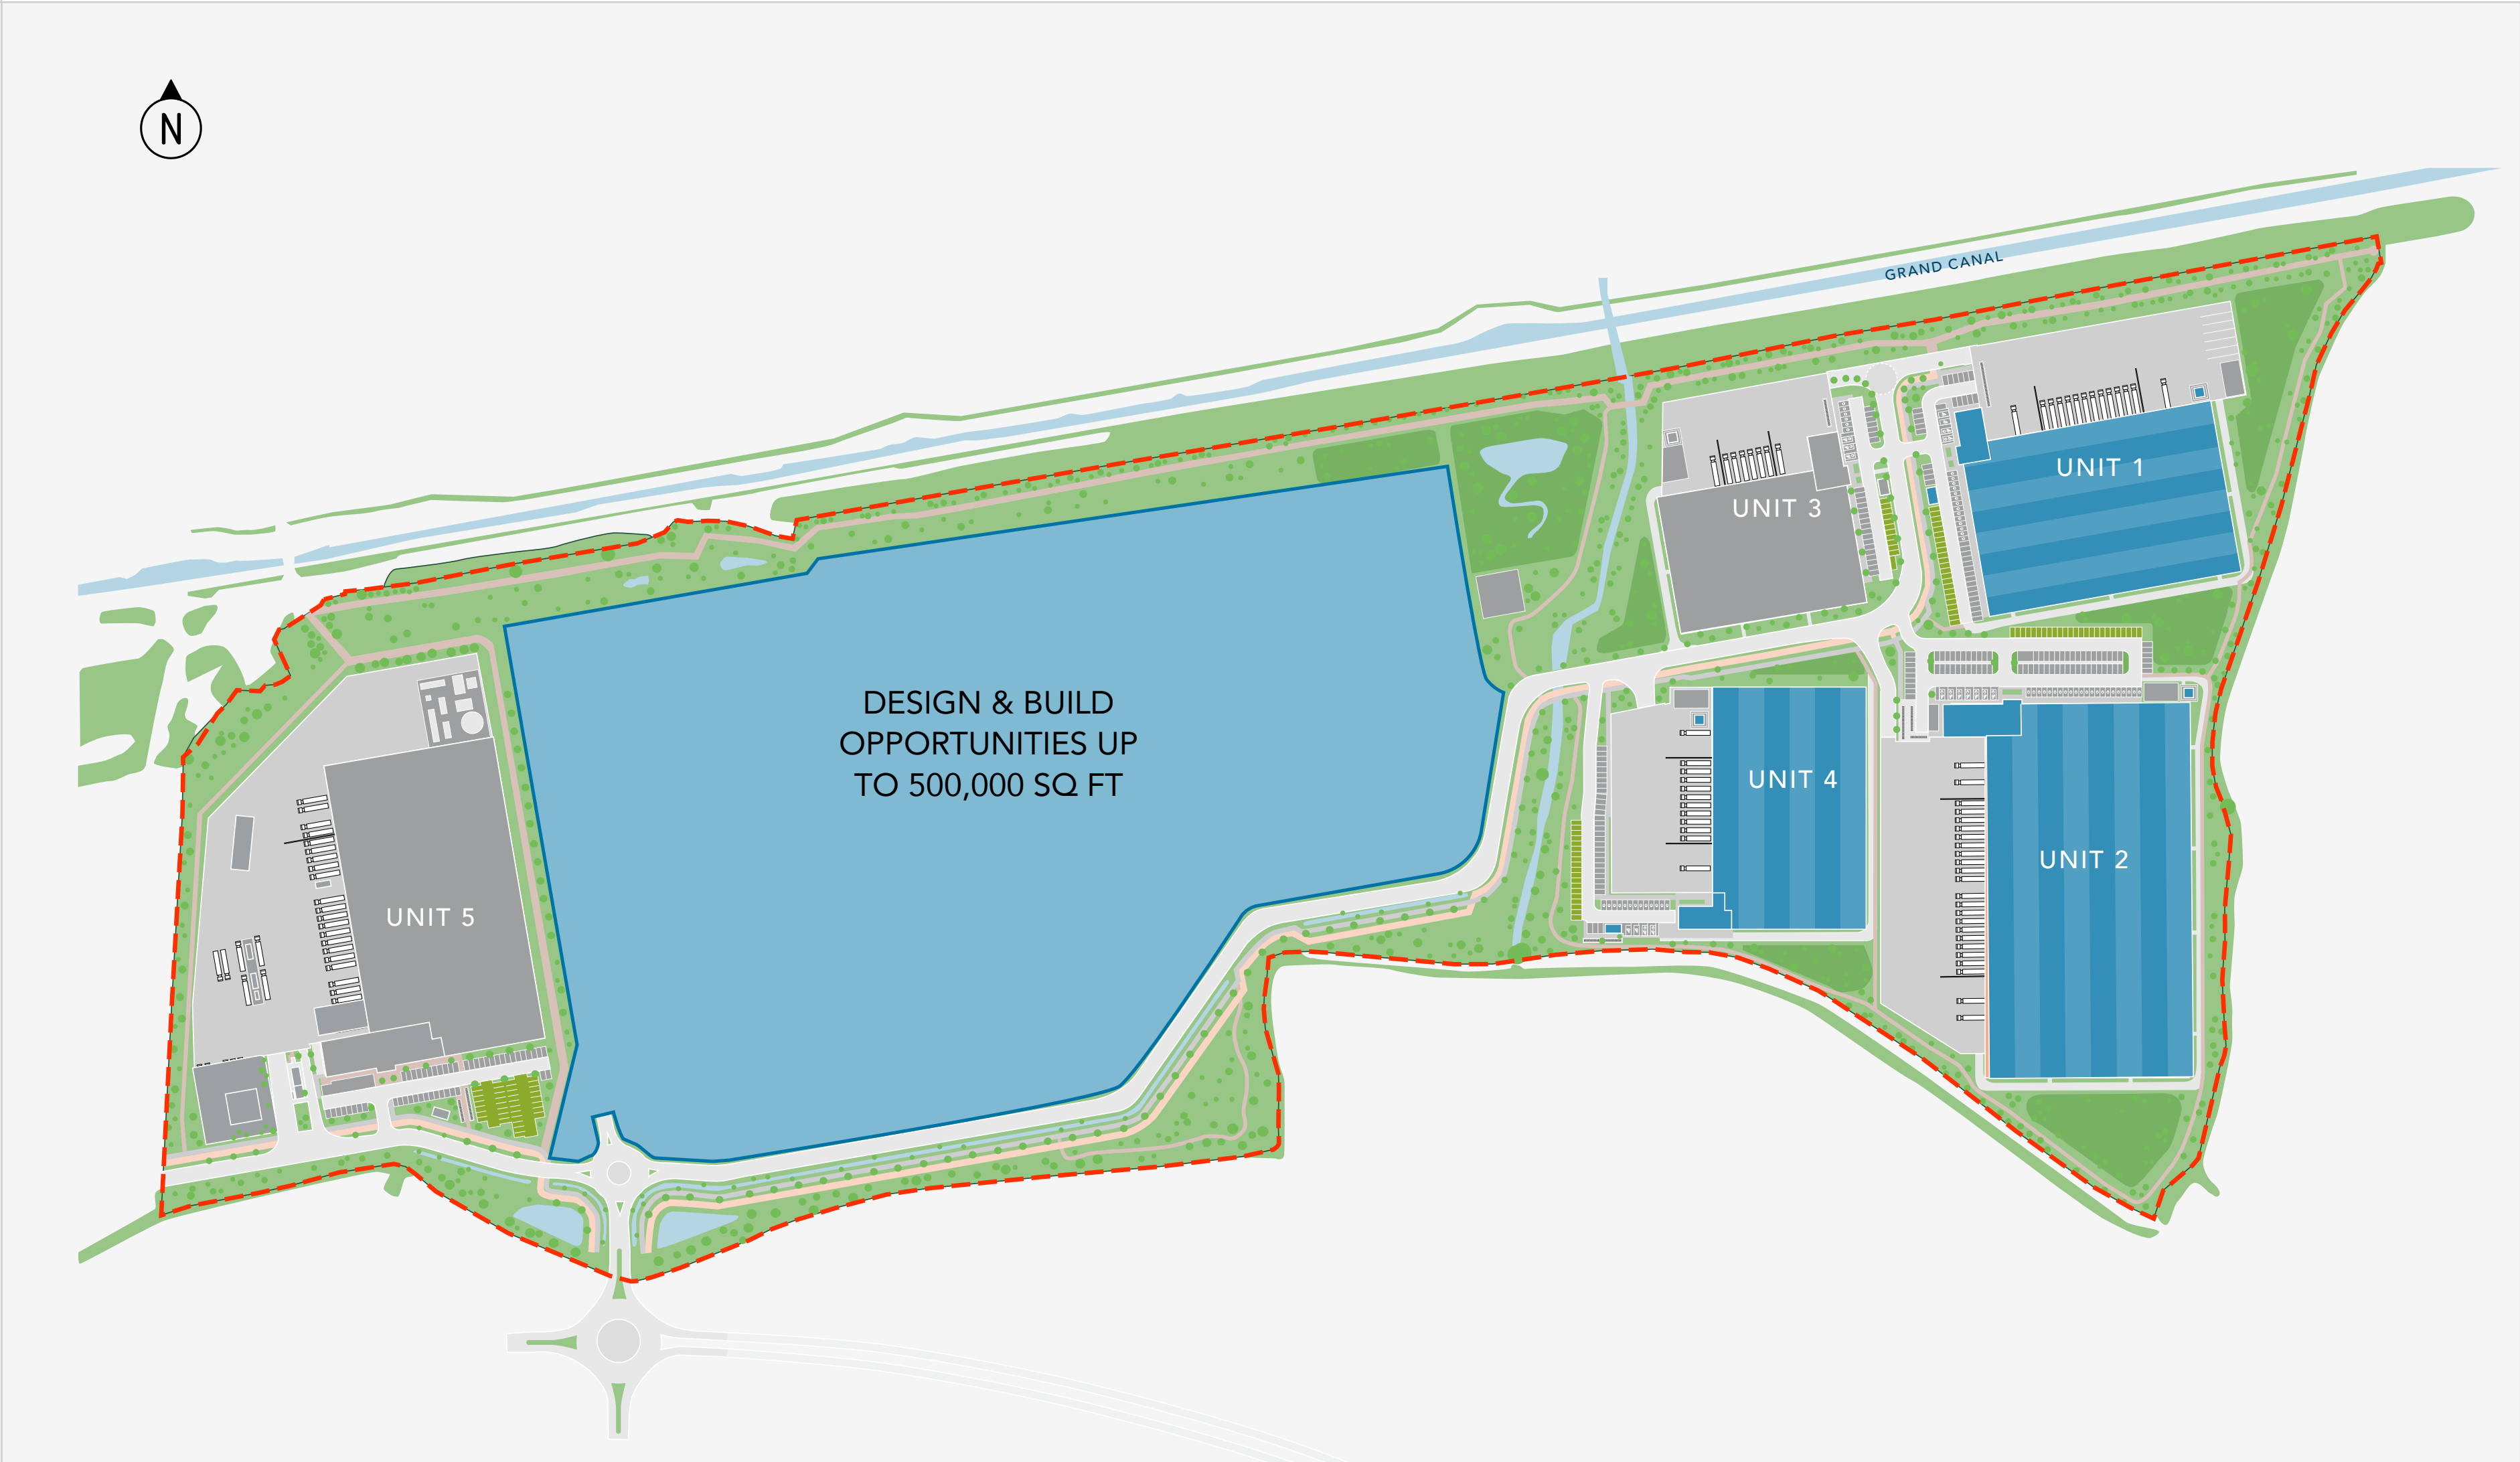 N
GRAND CANAL
UNIT 1
UNIT 3
DESIGN & BUILD
OPPORTUNITIES UP
TO 500,000 SQ FT
UNIT 4
UNIT 2
UNIT 5